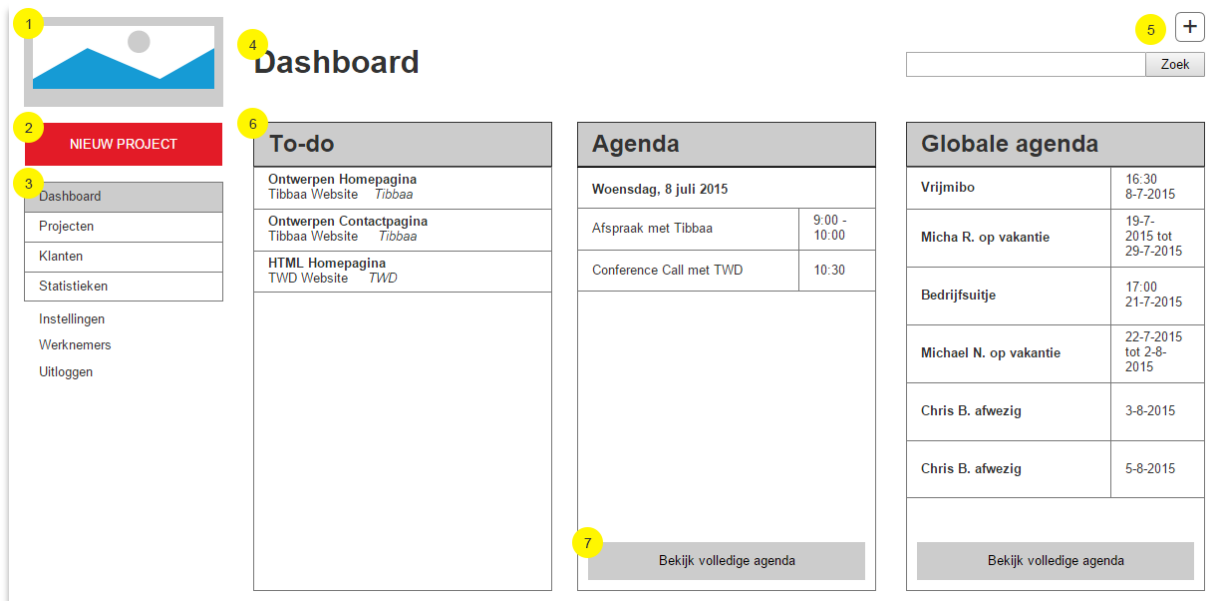 1
2
NIEUW PROJECT
3
Dashboard
Projecten
Klanten
Statistieken
Instellingen
Werknemers
Uitloggen
4
Dashboard
5
+
Zoek
6
To-do
Ontwerpen Homepagina
Tibbaa Website Tibbaa
Ontwerpen Contactpagina
Tibbaa Website Tibbaa
HTML Homepagina
TWD Website TWD
Agenda
Woensdag, 8 juli 2015
Afspraak met Tibbaa
9:00 -
10:00
Conference Call met TWD
10:30
7
Bekijk volledige agenda
Globale agenda
Vrijmibo
16:30
8-7-2015
Micha R. op vakantie
19-7-
2015 tot
29-7-2015
Bedrijfsuitje
17:00
21-7-2015
Michael N. op vakantie
22-7-2015
tot 2-8-
2015
Chris B. afwezig
3-8-2015
Chris B. afwezig
5-8-2015
Bekijk volledige agenda